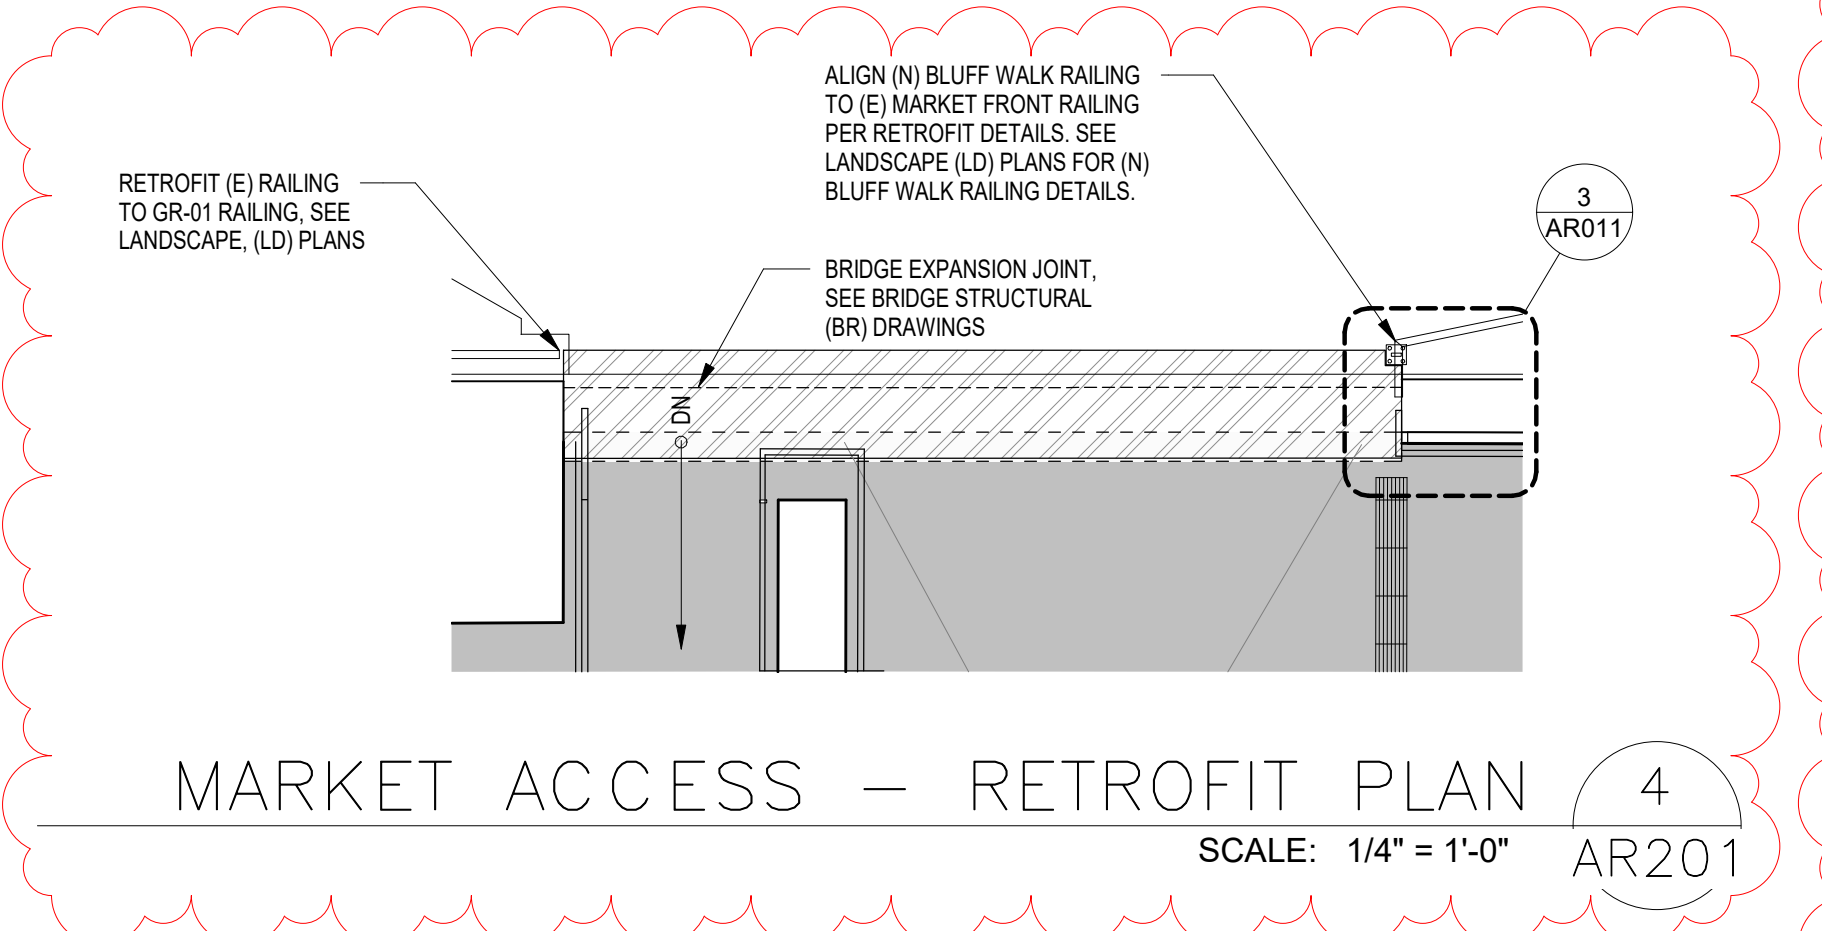 ALIGN (N) BLUFF WALK RAILING
TO (E) MARKET FRONT RAILING
PER RETROFIT DETAILS. SEE
LANDSCAPE (LD) PLANS FOR (N)
BLUFF WALK RAILING DETAILS.
RETROFIT (E) RAILING
TO GR-01 RAILING, SEE
LANDSCAPE, (LD) PLANS
3
AR011
BRIDGE EXPANSION JOINT,
SEE BRIDGE STRUCTURAL
(BR) DRAWINGS
DN
MARKET ACCESS – RETROFIT PLAN
4
SCALE: 1/4" = 1'-0"
AR201